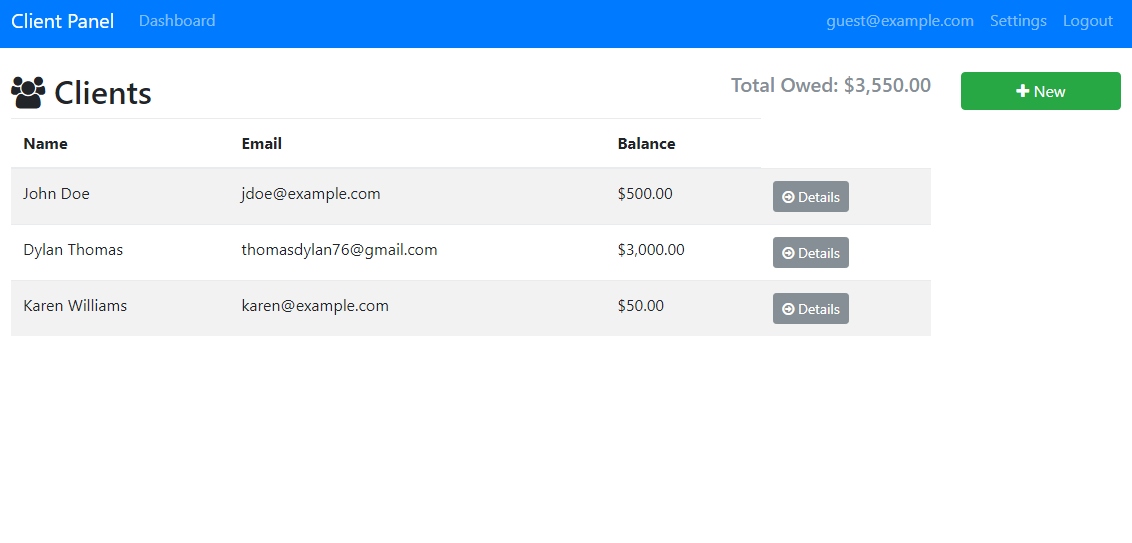 Client Panel Dashboard guest@example.com Settings Logout
Clients Total Owed: $3,550.00 New
Name Email Balance
John Doe jdoe@example.com $500.00 Details
Dylan Thomas thomasdylan76@gmail.com $3,000.00 Details
Karen Williams karen@example.com $50.00 Details